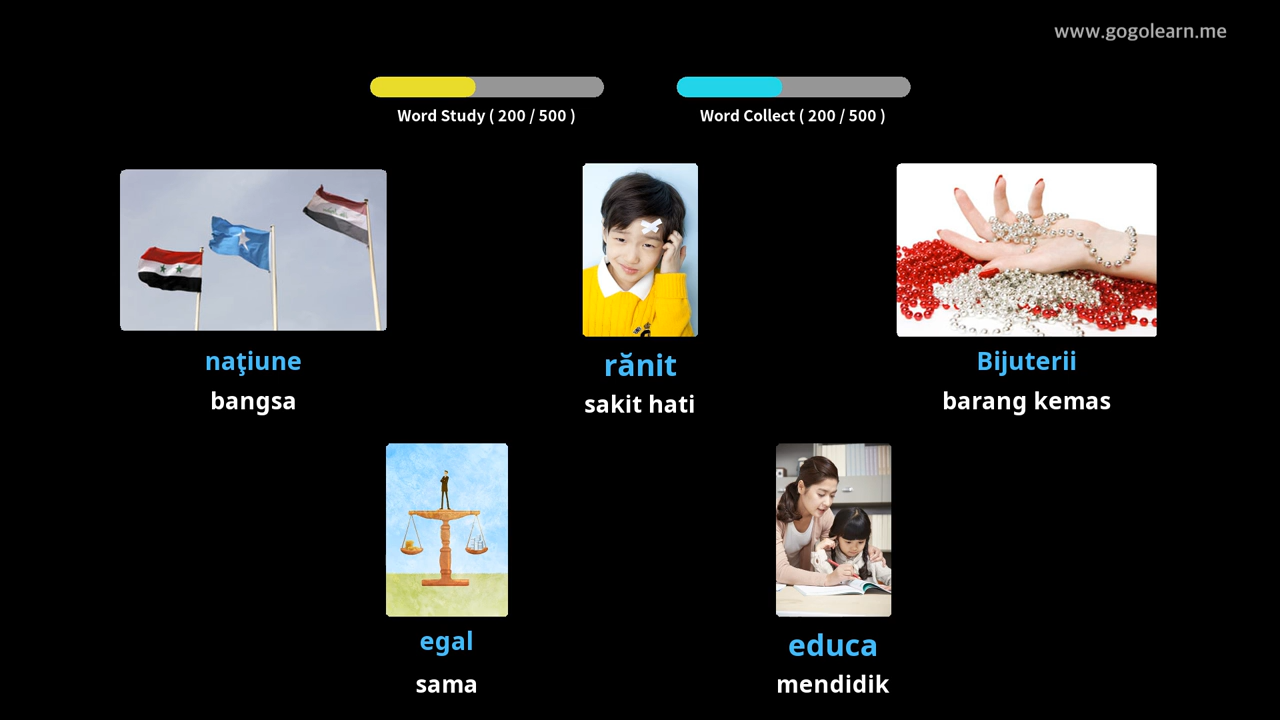 www.gogolearn.me
Word Study ( 200 / 500 )
Word Collect ( 200 / 500 )
naţiune
bangsa
rănit
sakit hati
Bijuterii
barang kemas
egal
sama
educa
mendidik